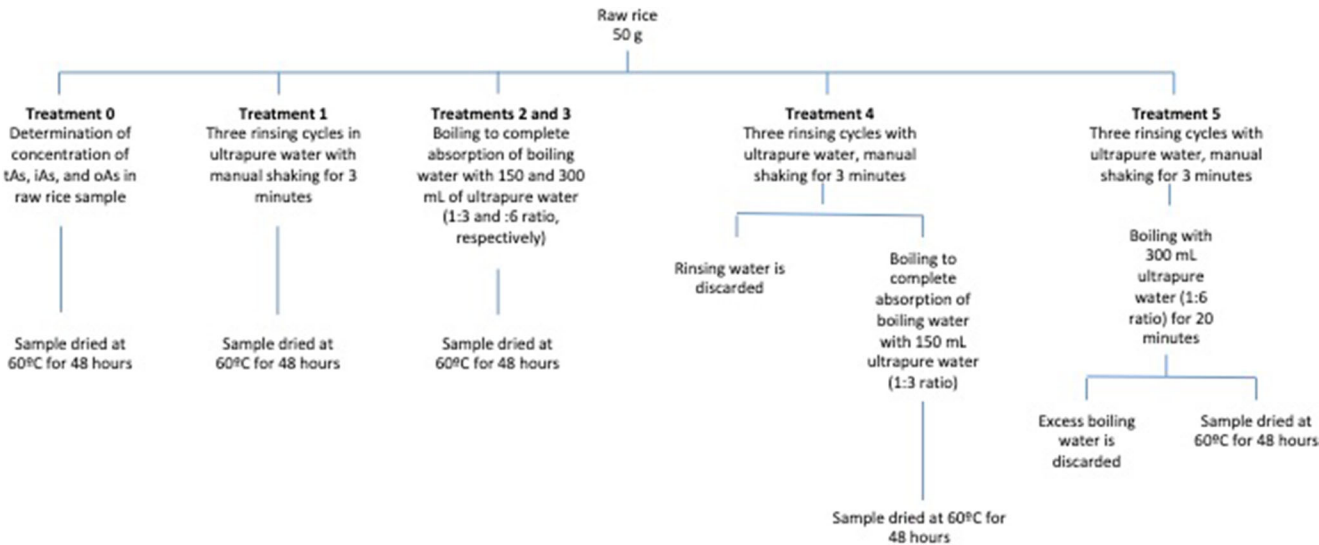 Raw rice
50 g
Treatment 0
Determination of
concentration of
tAs, iAs, and oAs in
raw rice sample
Sample dried at
60ºC for 48 hours
Treatment 1
Three rinsing cycles in
ultrapure water with
manual shaking for 3
minutes
Sample dried at
60ºC for 48 hours
Treatments 2 and 3
Boiling to complete
absorption of boiling
water with 150 and 300
mL of ultrapure water
(1:3 and :6 ratio,
respectively)
Sample dried at
60ºC for 48 hours
Treatment 4
Three rinsing cycles with
ultrapure water, manual
shaking for 3 minutes
Rinsing water is
discarded
Boiling to
complete
absorption of
boiling water
with 150 mL
ultrapure water
(1:3 ratio)
Sample dried at 60ºC for
48 hours
Treatment 5
Three rinsing cycles with
ultrapure water, manual
shaking for 3 minutes
Boiling with
300 mL
ultrapure
water (1:6
ratio) for 20
minutes
Excess boiling
water is
discarded
Sample dried at
60ºC for 48 hours